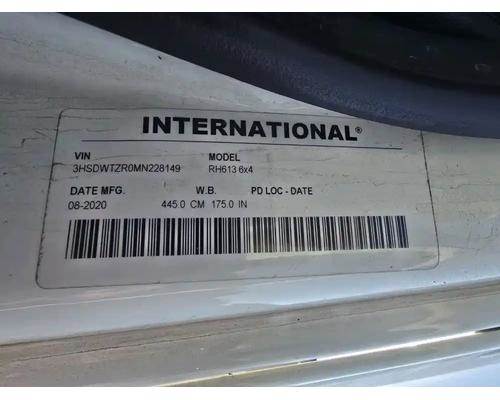 INTERNATIONAL®
VIN MODEL
3HSDWTZR0MN228149 RH613 6x4
DATE MFG. W.B. PD LOC - DATE
08-2020 445.0 CM 175.0 IN